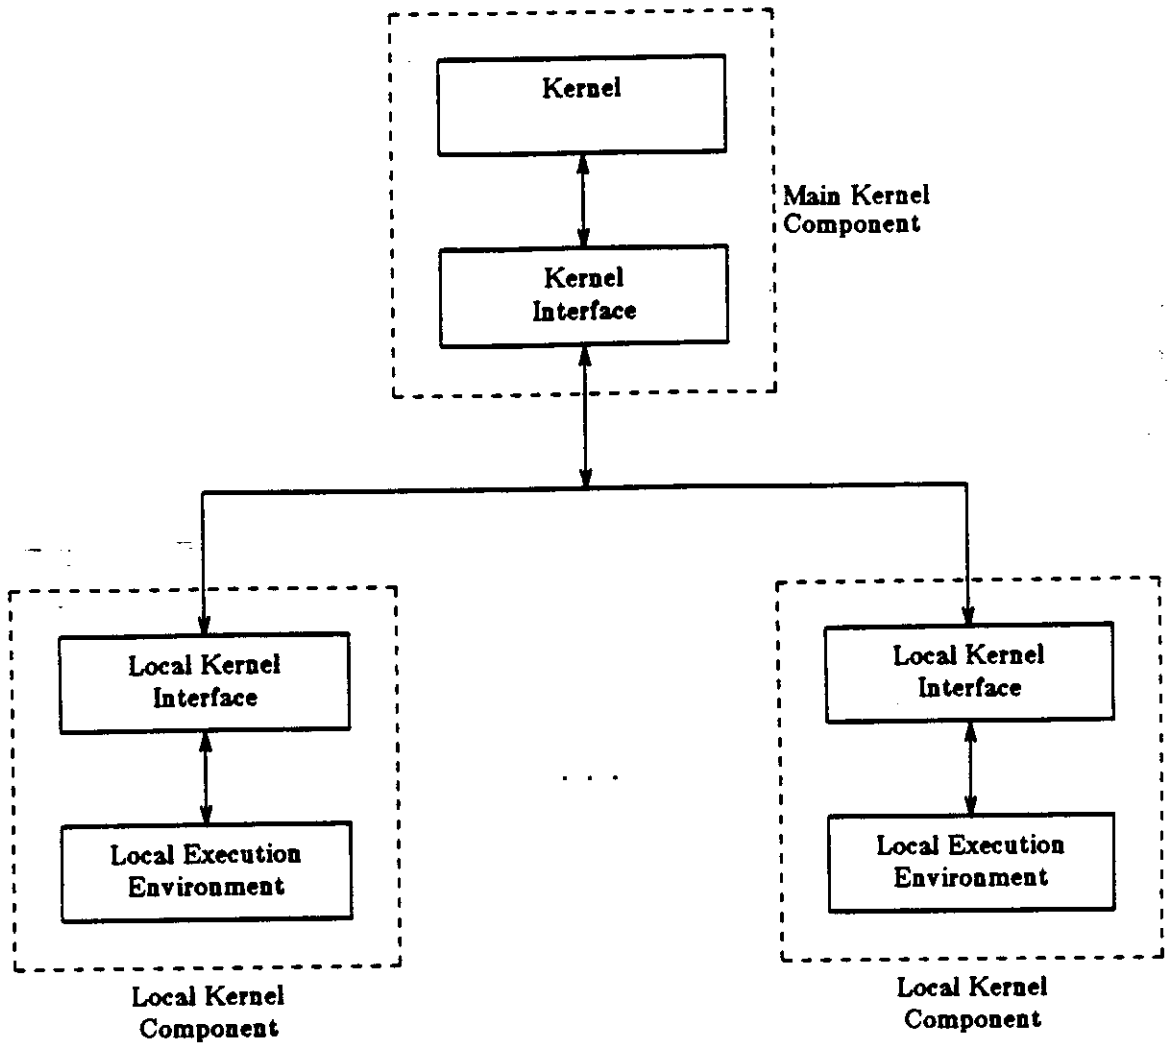 Kernel
Main Kernel
Component
Kernel
Interface
Local Kernel
Interface
Local Kernel
Interface
. . .
Local Execution
Environment
Local Execution
Environment
Local Kernel
Component
Local Kernel
Component